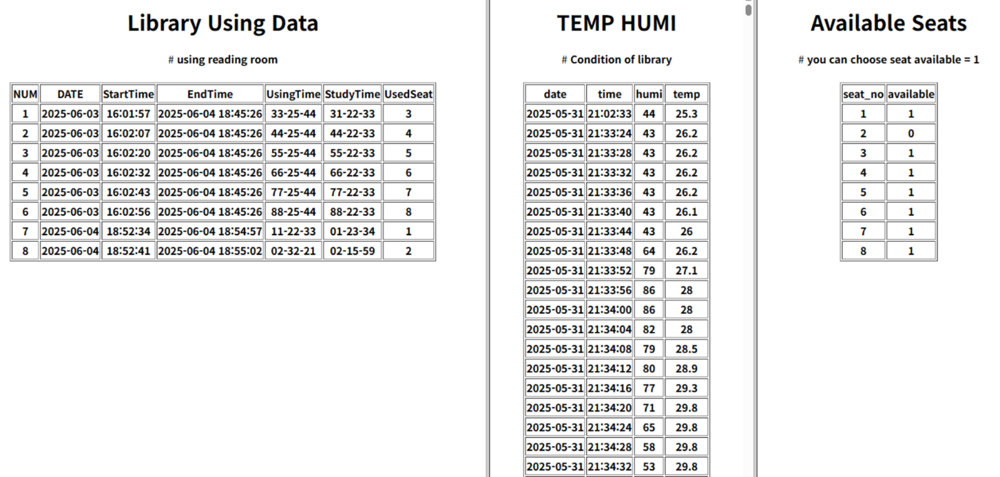 Library Using Data
# using reading room
NUM DATE StartTime EndTime UsingTime StudyTime UsedSeat
1 2025-06-03 16:01:57 2025-06-04 18:45:26 33-25-44 31-22-33 3
2 2025-06-03 16:02:07 2025-06-04 18:45:26 44-25-44 44-22-33 4
3 2025-06-03 16:02:20 2025-06-04 18:45:26 55-25-44 55-22-33 5
4 2025-06-03 16:02:32 2025-06-04 18:45:26 66-25-44 66-22-33 6
5 2025-06-03 16:02:43 2025-06-04 18:45:26 77-25-44 77-22-33 7
6 2025-06-03 16:02:56 2025-06-04 18:45:26 88-25-44 88-22-33 8
7 2025-06-04 18:52:34 2025-06-04 18:54:57 11-22-33 01-23-34 1
8 2025-06-04 18:52:41 2025-06-04 18:55:02 02-32-21 02-15-59 2
TEMP HUMI
# Condition of library
date time humi temp
2025-05-31 21:02:33 44 25.3
2025-05-31 21:33:24 43 26.2
2025-05-31 21:33:28 43 26.2
2025-05-31 21:33:32 43 26.2
2025-05-31 21:33:36 43 26.2
2025-05-31 21:33:40 43 26.1
2025-05-31 21:33:44 43 26
2025-05-31 21:33:48 64 26.2
2025-05-31 21:33:52 79 27.1
2025-05-31 21:33:56 86 28
2025-05-31 21:34:00 86 28
2025-05-31 21:34:04 82 28
2025-05-31 21:34:08 79 28.5
2025-05-31 21:34:12 80 28.9
2025-05-31 21:34:16 77 29.3
2025-05-31 21:34:20 71 29.8
2025-05-31 21:34:24 65 29.8
2025-05-31 21:34:28 58 29.8
2025-05-31 21:34:32 53 29.8
Available Seats
# you can choose seat available = 1
seat_no available
1 1
2 0
3 1
4 1
5 1
6 1
7 1
8 1